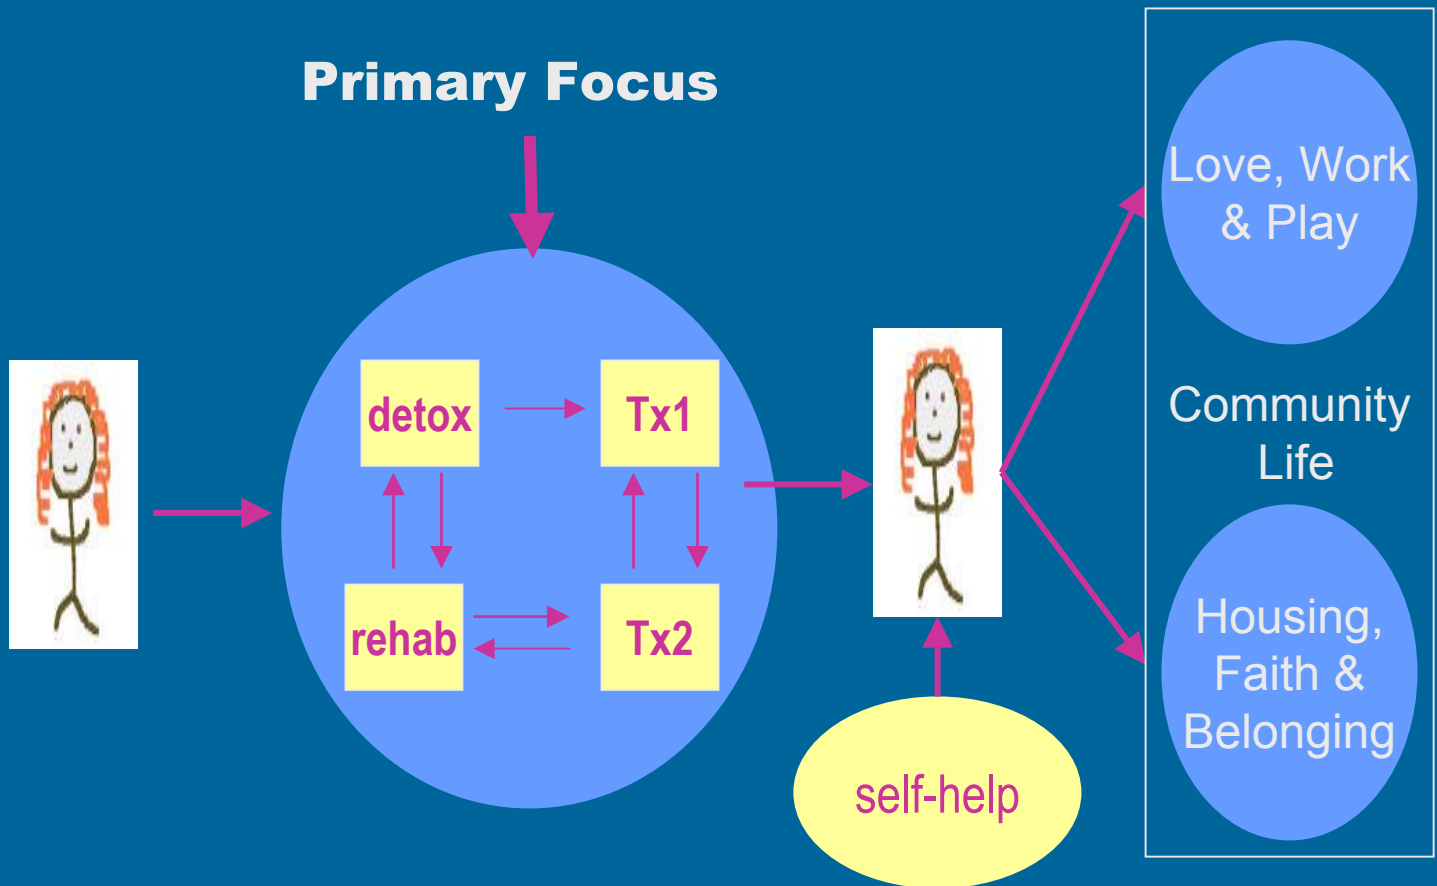 Primary Focus
detox
Tx1
rehab
Tx2
self-help
Love, Work
& Play
Community
Life
Housing,
Faith &
Belonging